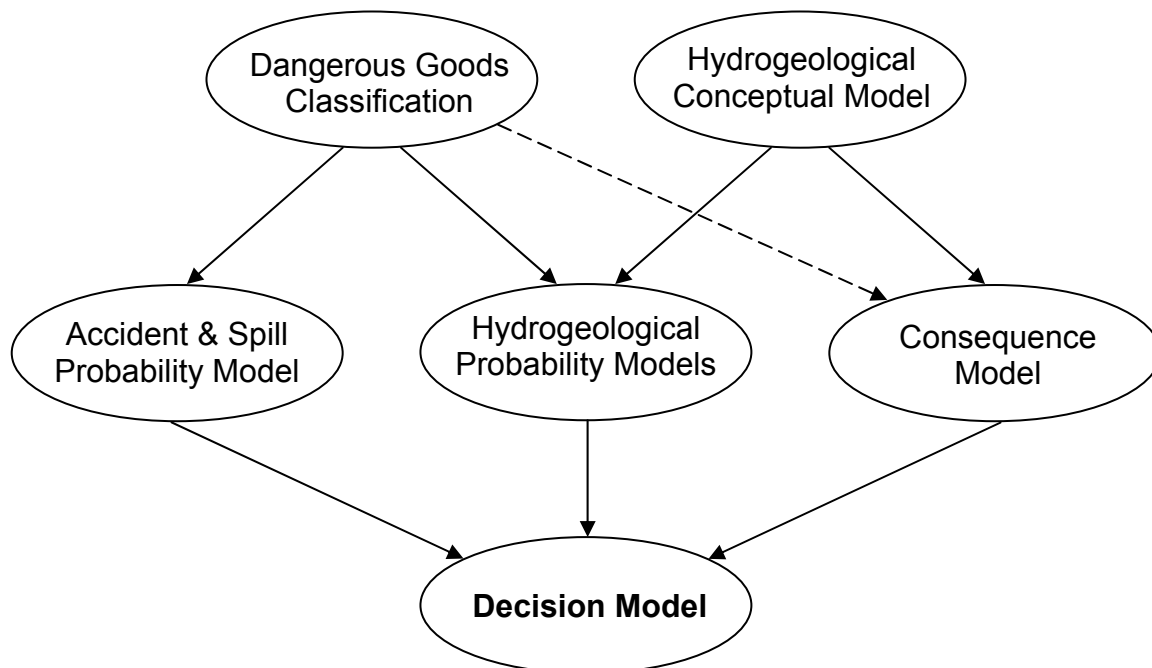 Dangerous Goods
Classification
Hydrogeological
Conceptual Model
Accident & Spill
Probability Model
Hydrogeological
Probability Models
Consequence
Model
Decision Model